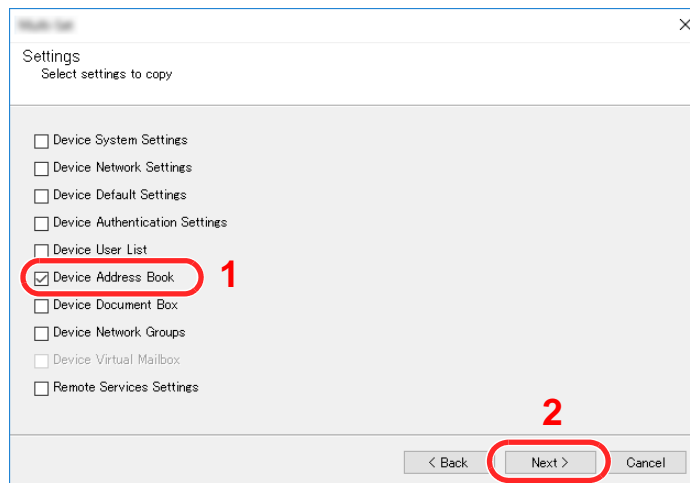 Multi Set
Settings
Select settings to copy
Device System Settings
Device Network Settings
Device Default Settings
Device Authentication Settings
Device User List
Device Address Book
1
Device Document Box
Device Network Groups
Device Virtual Mailbox
Remote Services Settings
2
< Back
Next >
Cancel